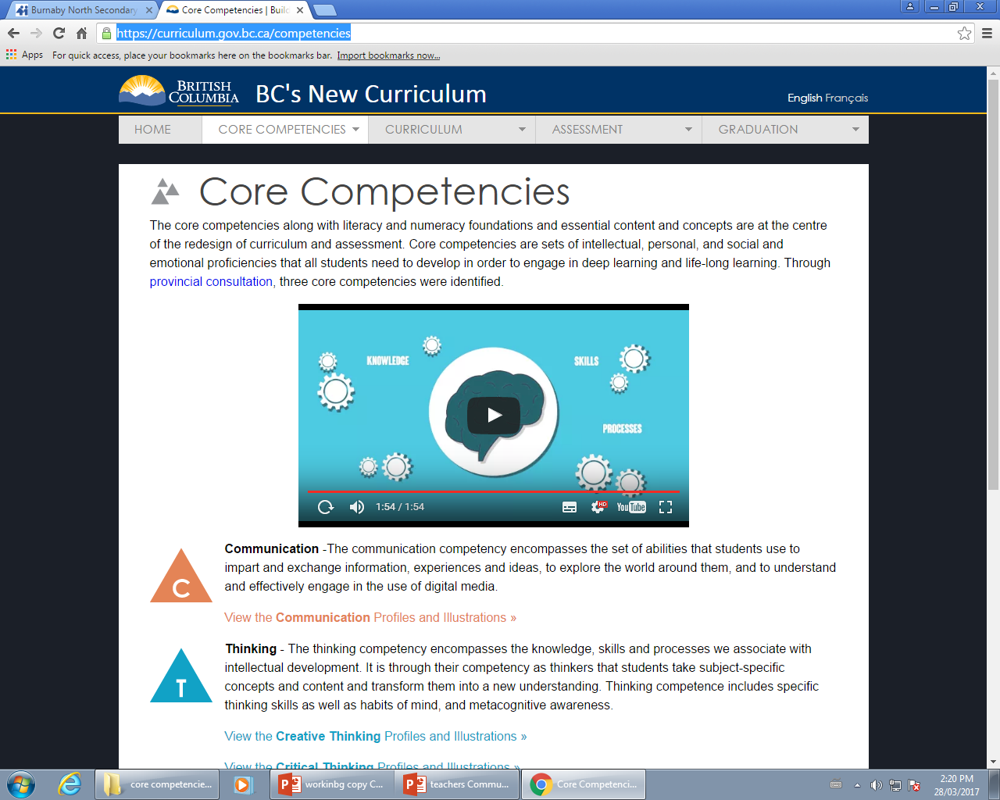 Burnaby North Secondary
Core Competencies | Buil
https://curriculum.gov.bc.ca/competencies
Apps For quick access, place your bookmarks here on the bookmarks bar. Import bookmarks now...
BRITISH
COLUMBIA
BC's New Curriculum
English Français
HOME CORE COMPETENCIES CURRICULUM ASSESSMENT GRADUATION
Core Competencies
The core competencies along with literacy and numeracy foundations and essential content and concepts are at the centre
of the redesign of curriculum and assessment. Core competencies are sets of intellectual, personal, and social and
emotional proficiencies that all students need to develop in order to engage in deep learning and life-long learning. Through
provincial consultation, three core competencies were identified.
KNOWLEDGE
SKILLS
PROCESSES
1:54 / 1:54
HD
YouTube
C
Communication -The communication competency encompasses the set of abilities that students use to
impart and exchange information, experiences and ideas, to explore the world around them, and to understand
and effectively engage in the use of digital media.
View the Communication Profiles and Illustrations »
T
Thinking - The thinking competency encompasses the knowledge, skills and processes we associate with
intellectual development. It is through their competency as thinkers that students take subject-specific
concepts and content and transform them into a new understanding. Thinking competence includes specific
thinking skills as well as habits of mind, and metacognitive awareness.
View the Creative Thinking Profiles and Illustrations »
View the Critical Thinking Profiles and Illustrations »
core competencie...
workinbg copy C...
teachers Commu...
Core Competenci...
2:20 PM
28/03/2017